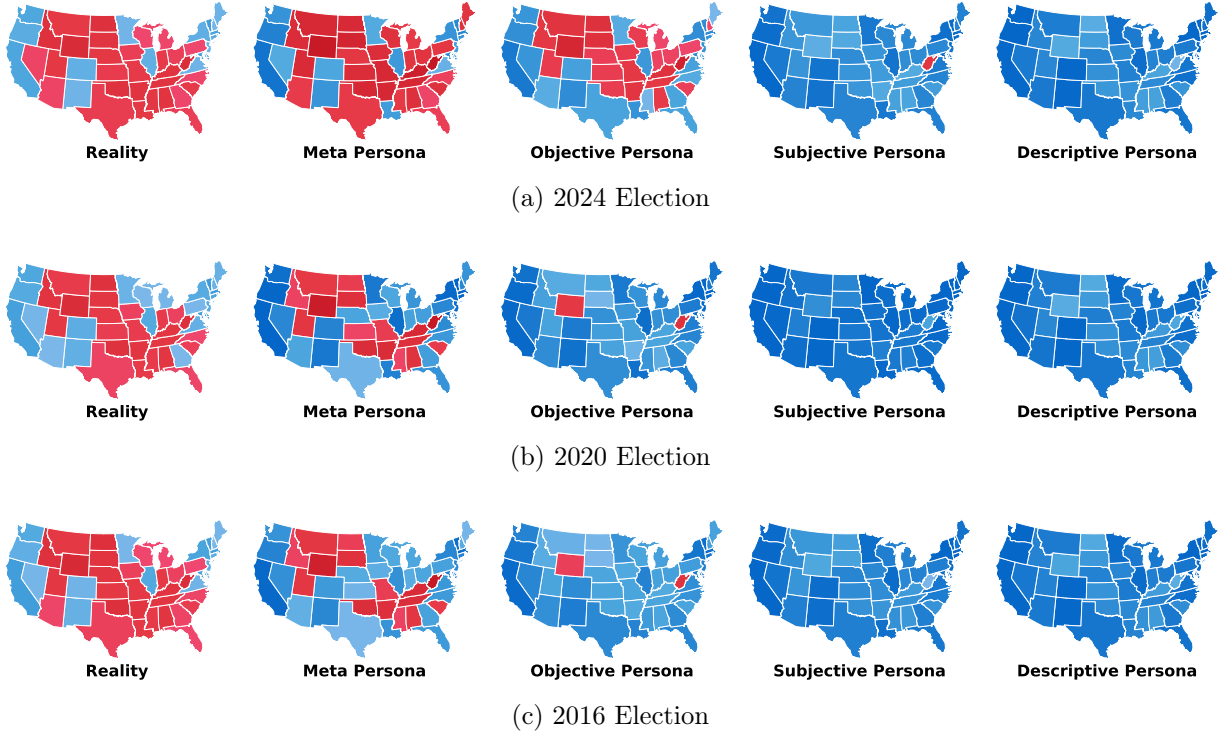 Reality Meta Persona Objective Persona Subjective Persona Descriptive Persona
(a) 2024 Election
Reality Meta Persona Objective Persona Subjective Persona Descriptive Persona
(b) 2020 Election
Reality Meta Persona Objective Persona Subjective Persona Descriptive Persona
(c) 2016 Election